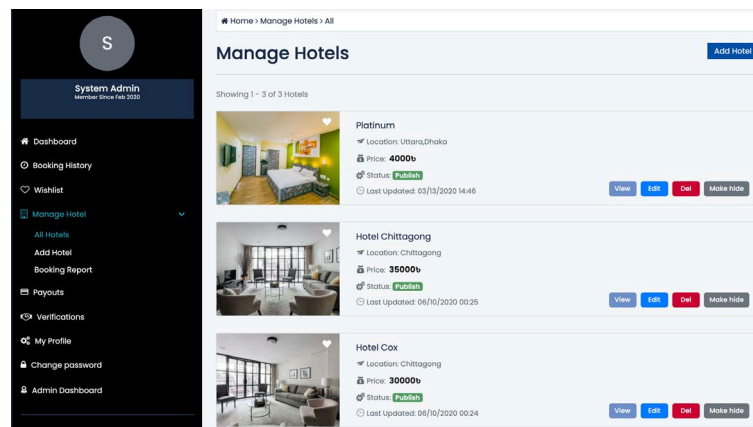 S
System Admin
Member Since Feb 2020
Dashboard
Booking History
Wishlist
Manage Hotel
All Hotels
Add Hotel
Booking Report
Payouts
Verifications
My Profile
Change password
Admin Dashboard
Home > Manage Hotels > All
Manage Hotels
Add Hotel
Showing 1 - 3 of 3 Hotels
Platinum
Location: Uttara,Dhaka
Price: 4000৳
Status: Publish
Last Updated: 03/13/2020 14:46
View Edit Del Make hide
Hotel Chittagong
Location: Chittagong
Price: 35000৳
Status: Publish
Last Updated: 06/10/2020 00:25
View Edit Del Make hide
Hotel Cox
Location: Chittagong
Price: 30000৳
Status: Publish
Last Updated: 06/10/2020 00:24
View Edit Del Make hide